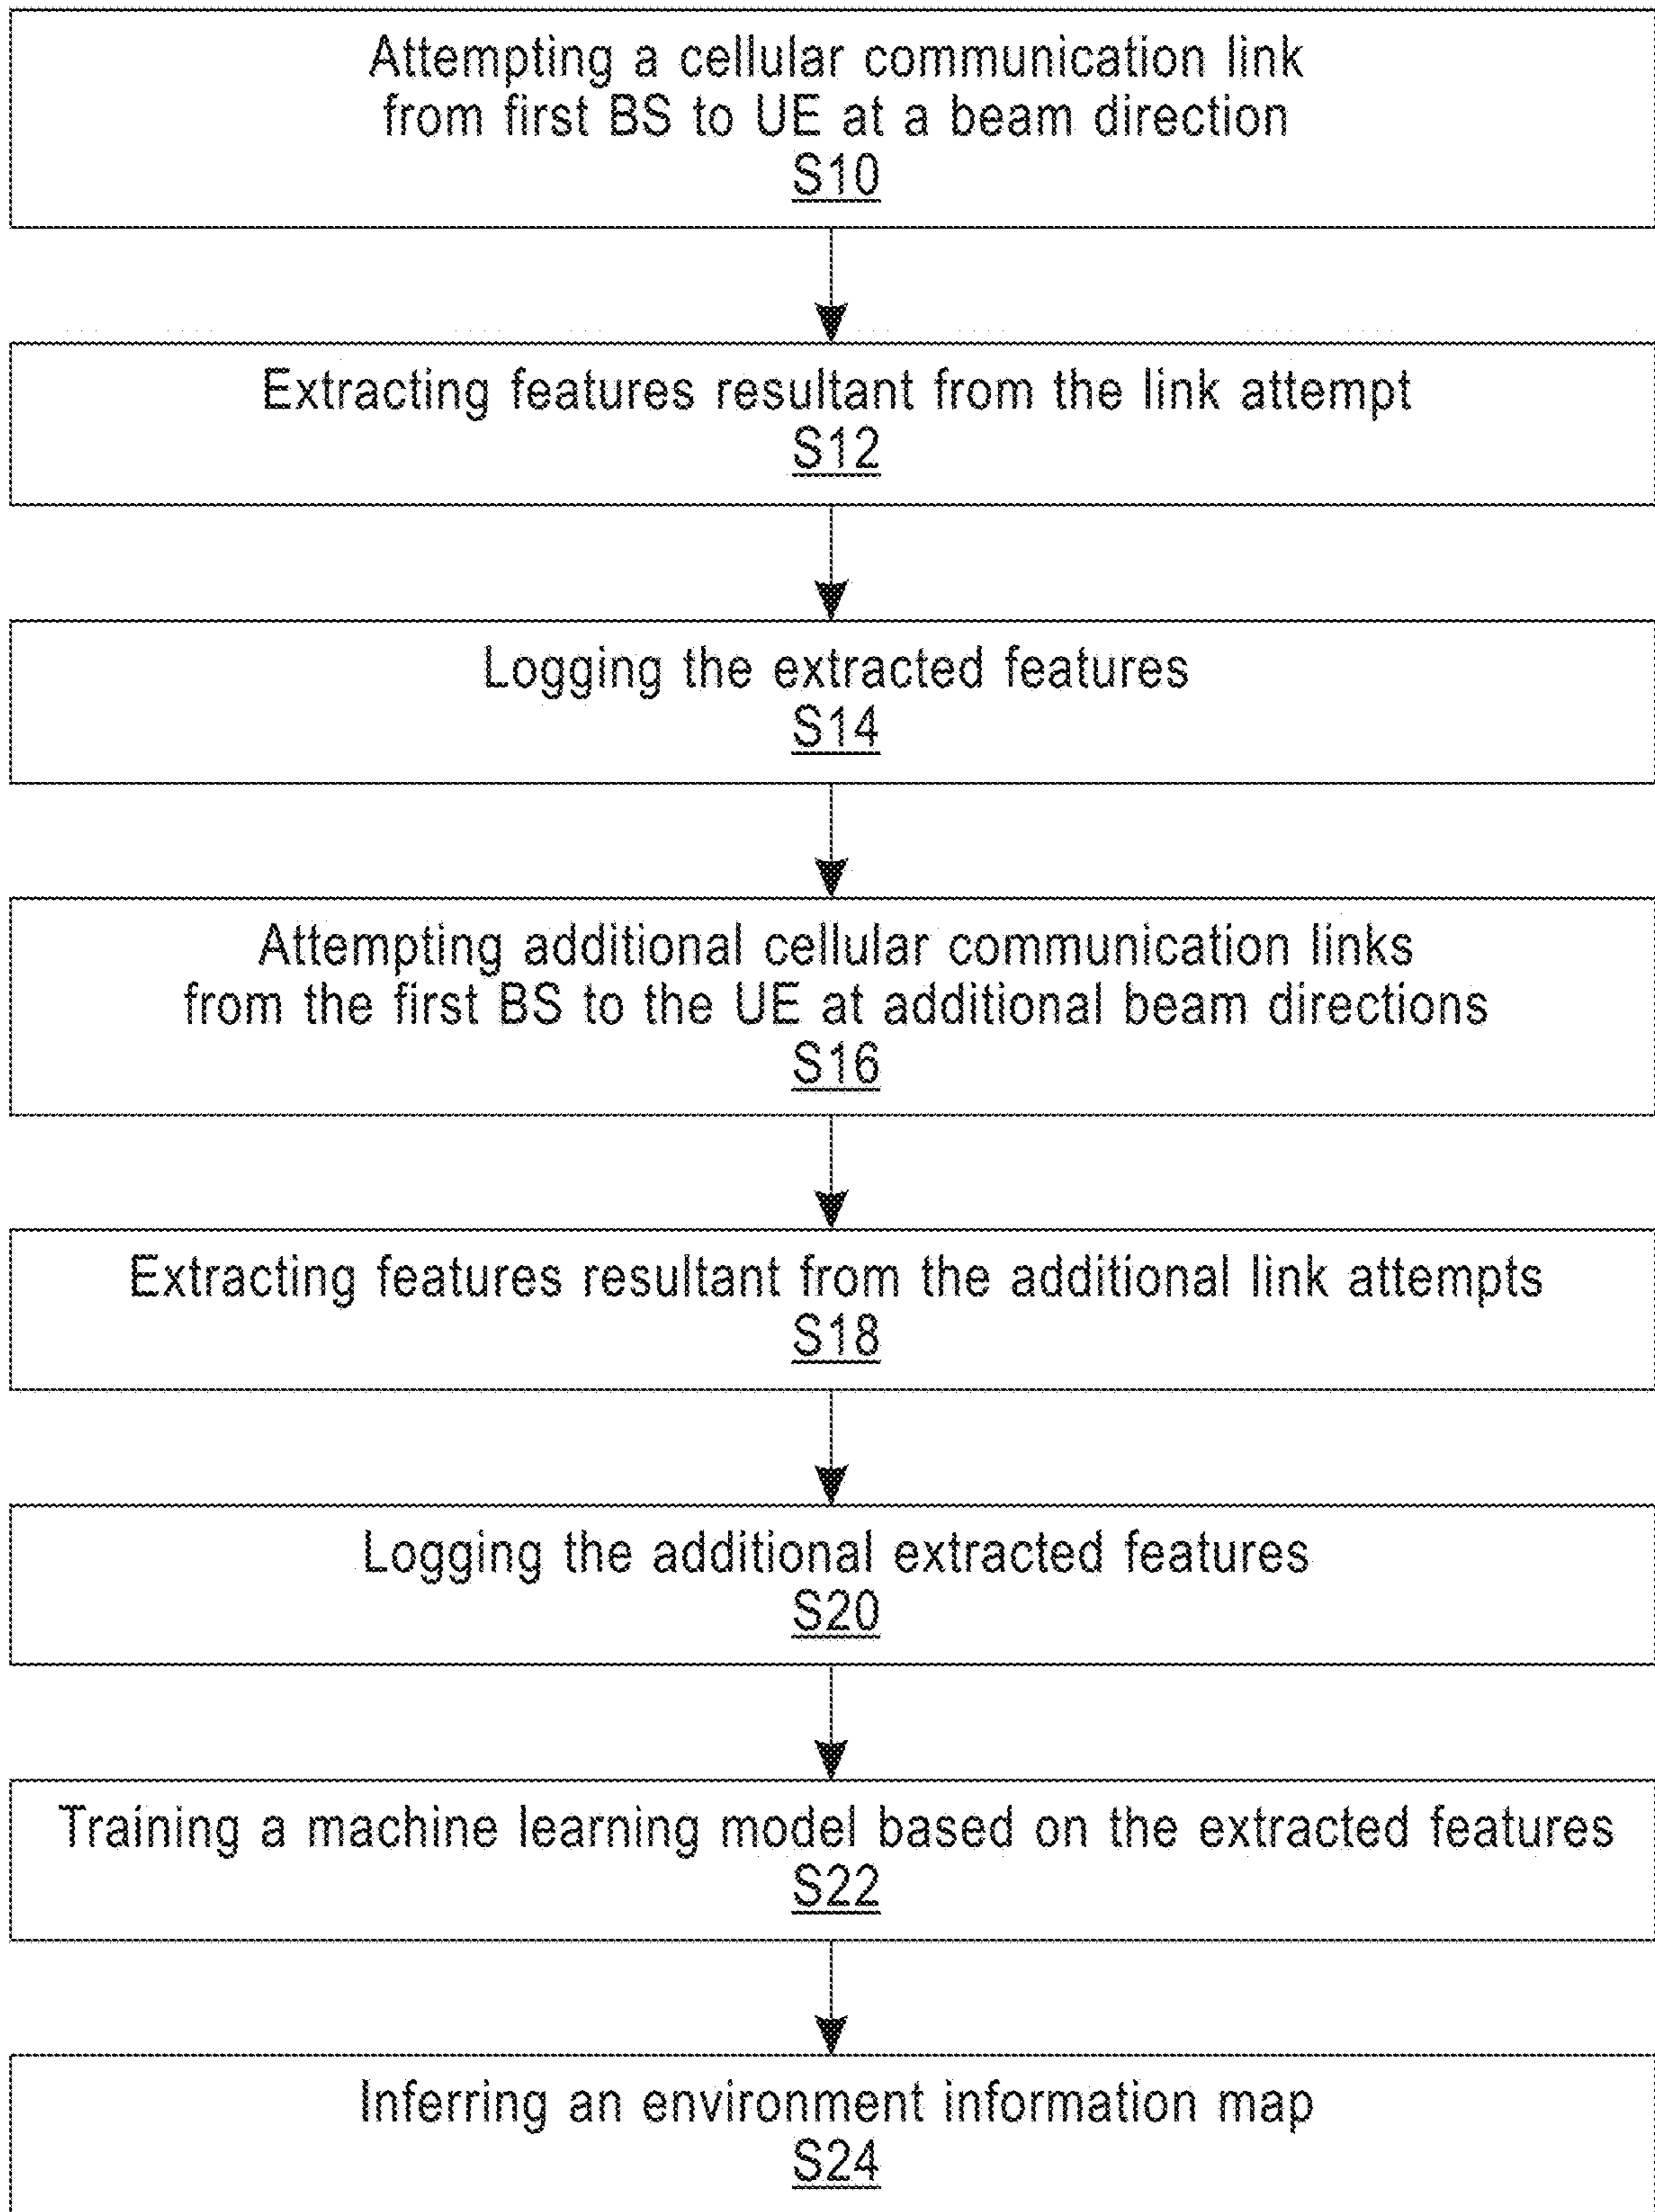 Attempting a cellular communication link
from first BS to UE at a beam direction
S10
Extracting features resultant from the link attempt
S12
Logging the extracted features
S14
Attempting additional cellular communication links
from the first BS to the UE at additional beam directions
S16
Extracting features resultant from the additional link attempts
S18
Logging the additional extracted features
S20
Training a machine learning model based on the extracted features
S22
Inferring an environment information map
S24